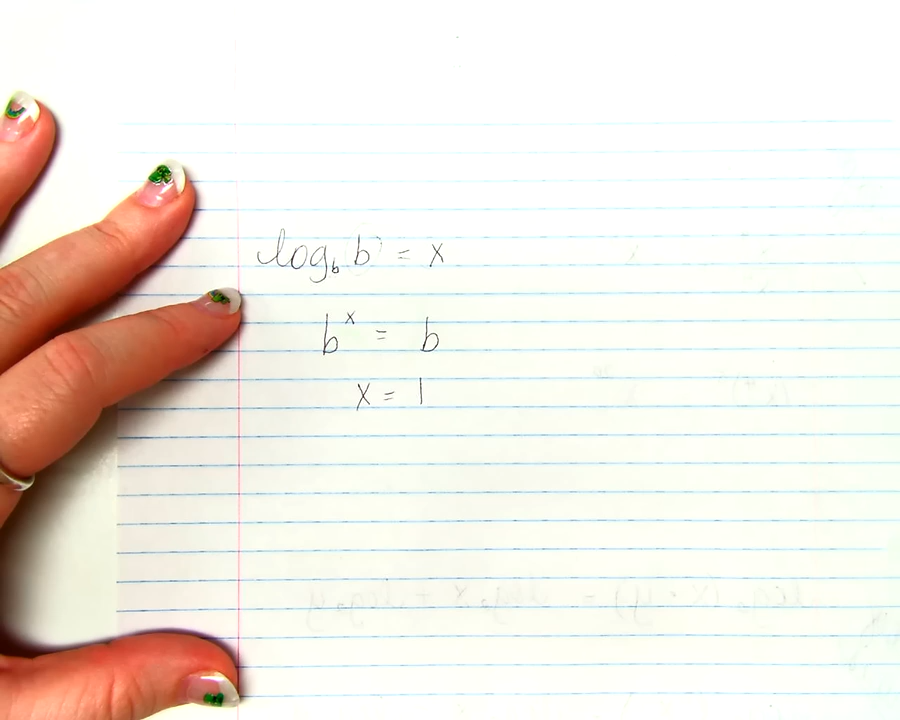 log_b b = x
b^x = b
x = 1